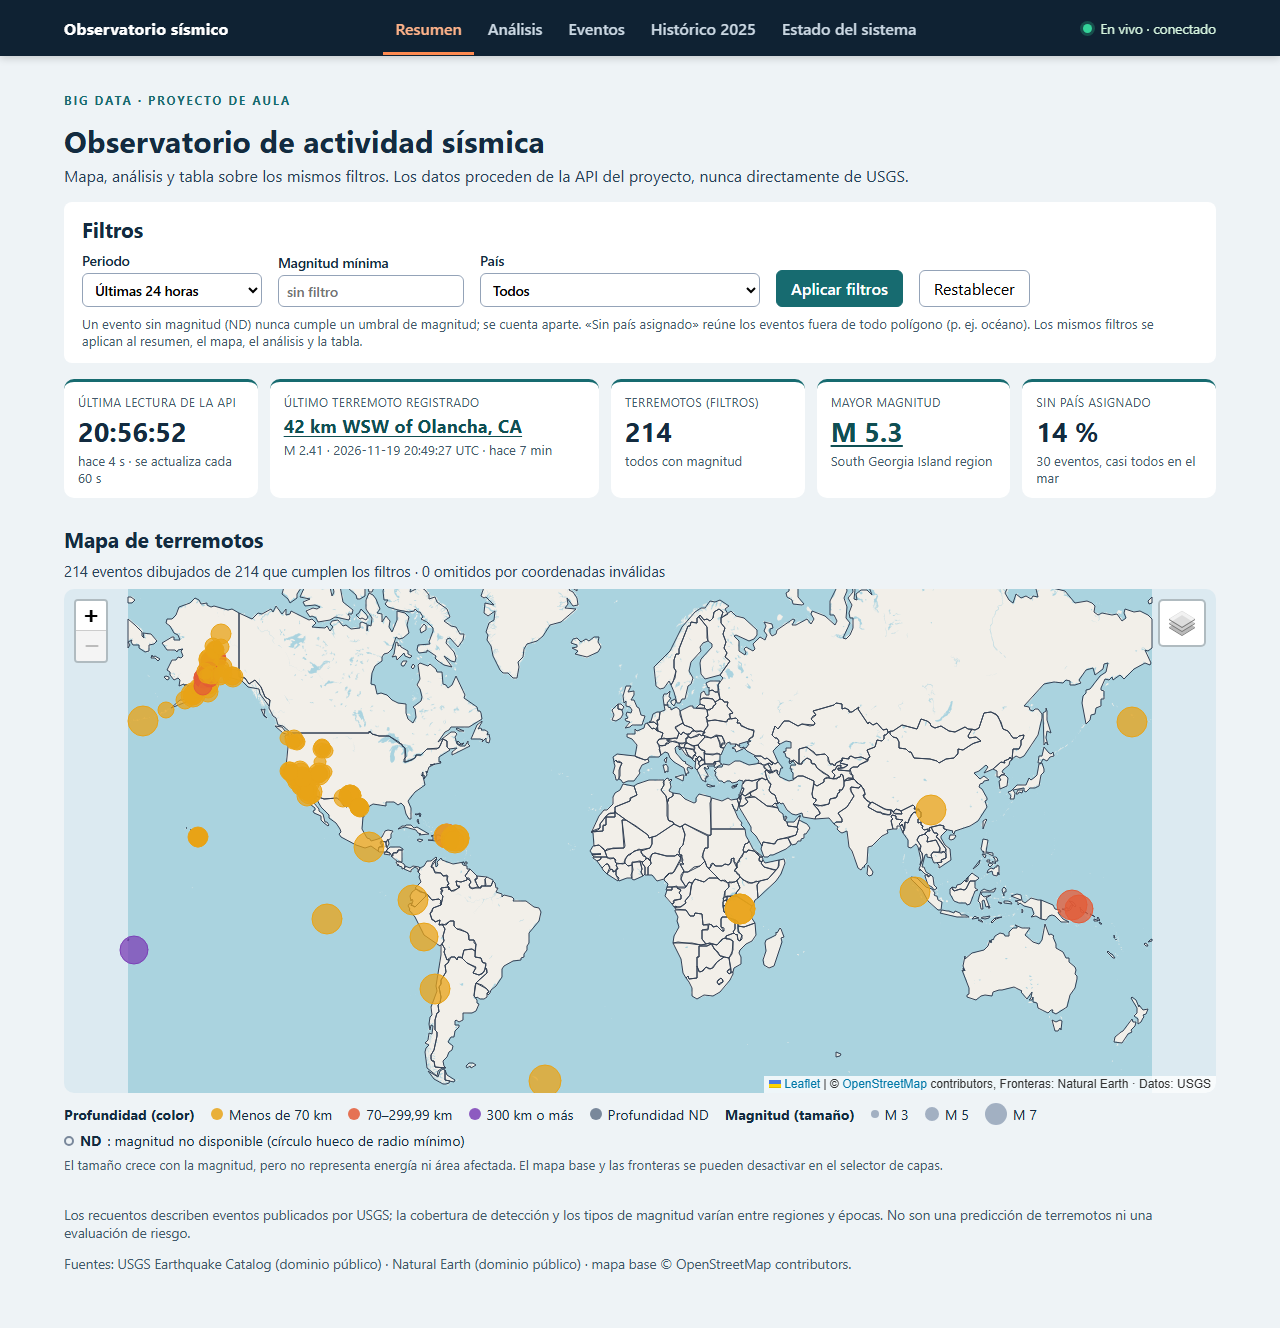 Observatorio sísmico
Resumen
Análisis
Eventos
Histórico 2025
Estado del sistema
En vivo · conectado
BIG DATA · PROYECTO DE AULA
Observatorio de actividad sísmica
Mapa, análisis y tabla sobre los mismos filtros. Los datos proceden de la API del proyecto, nunca directamente de USGS.
Filtros
Periodo
Últimas 24 horas
Magnitud mínima
sin filtro
País
Todos
Aplicar filtros
Restablecer
Un evento sin magnitud (ND) nunca cumple un umbral de magnitud; se cuenta aparte. «Sin país asignado» reúne los eventos fuera de todo polígono (p. ej. océano). Los mismos filtros se
aplican al resumen, el mapa, el análisis y la tabla.
ÚLTIMA LECTURA DE LA API
20:56:52
hace 4 s · se actualiza cada
60 s
ÚLTIMO TERREMOTO REGISTRADO
42 km WSW of Olancha, CA
M 2.41 · 2026-11-19 20:49:27 UTC · hace 7 min
TERREMOTOS (FILTROS)
214
todos con magnitud
MAYOR MAGNITUD
M 5.3
South Georgia Island region
SIN PAÍS ASIGNADO
14 %
30 eventos, casi todos en el
mar
Mapa de terremotos
214 eventos dibujados de 214 que cumplen los filtros · 0 omitidos por coordenadas inválidas
+
−
Leaflet | © OpenStreetMap contributors, Fronteras: Natural Earth · Datos: USGS
Profundidad (color) Menos de 70 km 70–299,99 km 300 km o más Profundidad ND Magnitud (tamaño) M 3 M 5 M 7
ND : magnitud no disponible (círculo hueco de radio mínimo)
El tamaño crece con la magnitud, pero no representa energía ni área afectada. El mapa base y las fronteras se pueden desactivar en el selector de capas.
Los recuentos describen eventos publicados por USGS; la cobertura de detección y los tipos de magnitud varían entre regiones y épocas. No son una predicción de terremotos ni una
evaluación de riesgo.
Fuentes: USGS Earthquake Catalog (dominio público) · Natural Earth (dominio público) · mapa base © OpenStreetMap contributors.